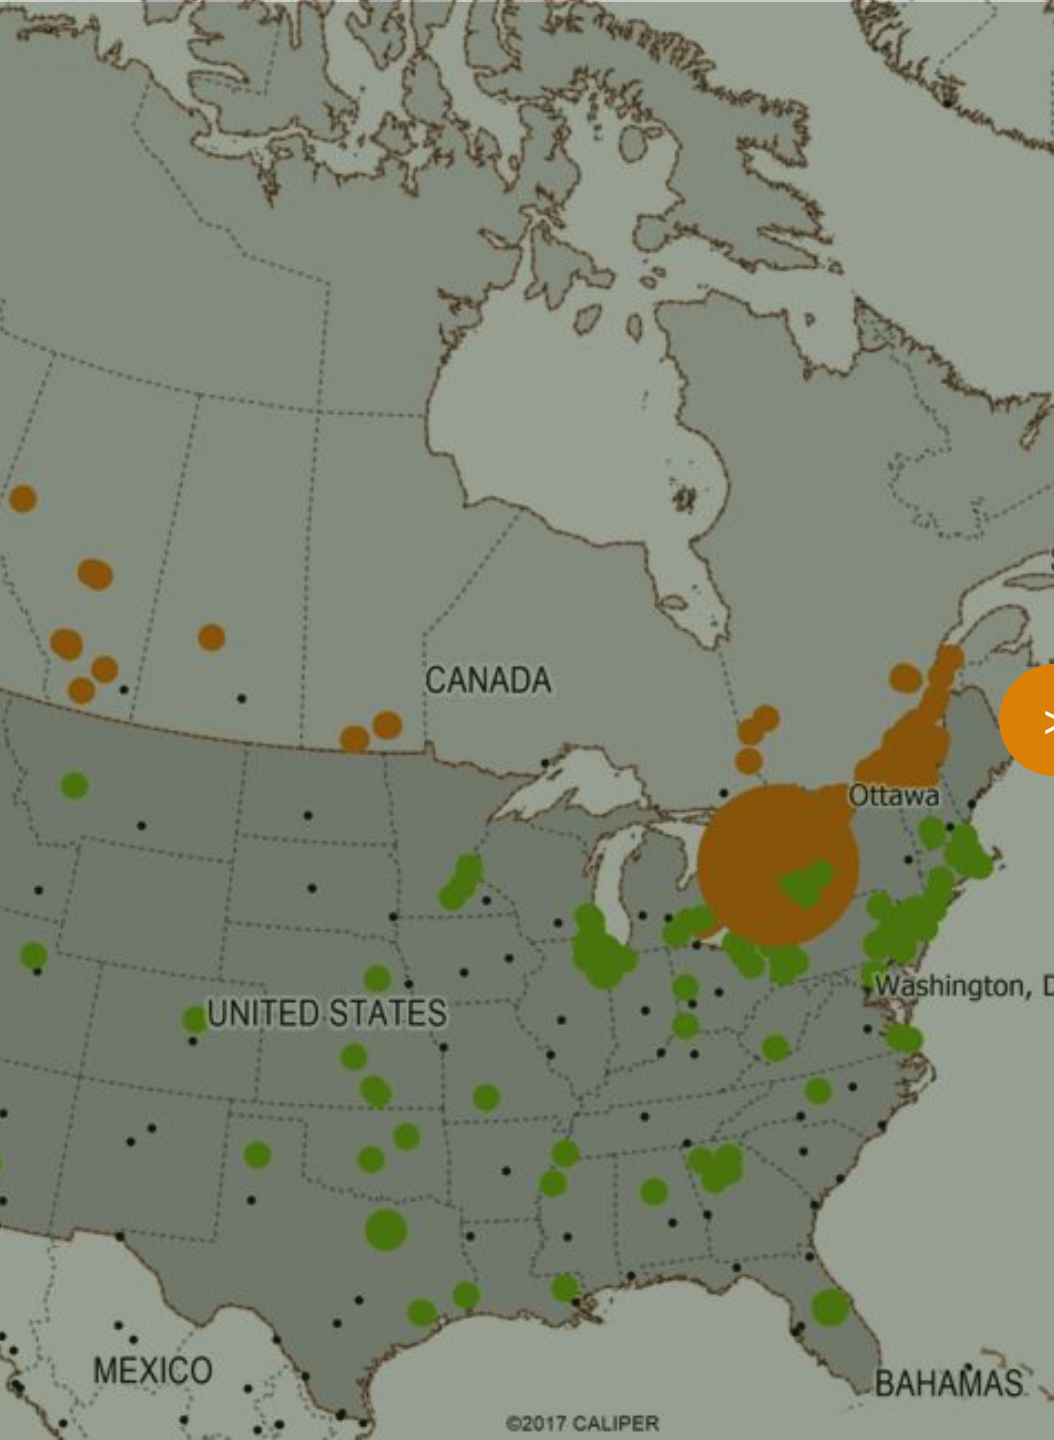 CANADA
>
Ottawa
Washington, D
UNITED STATES
MEXICO
BAHAMAS
©2017 CALIPER